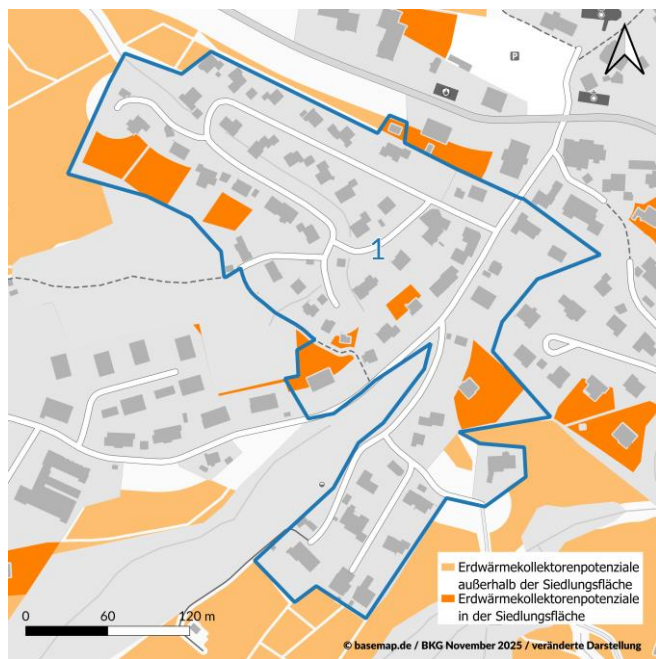 P
1
Erdwärmekollektorenpotenziale
außerhalb der Siedlungsfläche
Erdwärmekollektorenpotenziale
in der Siedlungsfläche
0 60 120 m
© basemap.de / BKG November 2025 / veränderte Darstellung